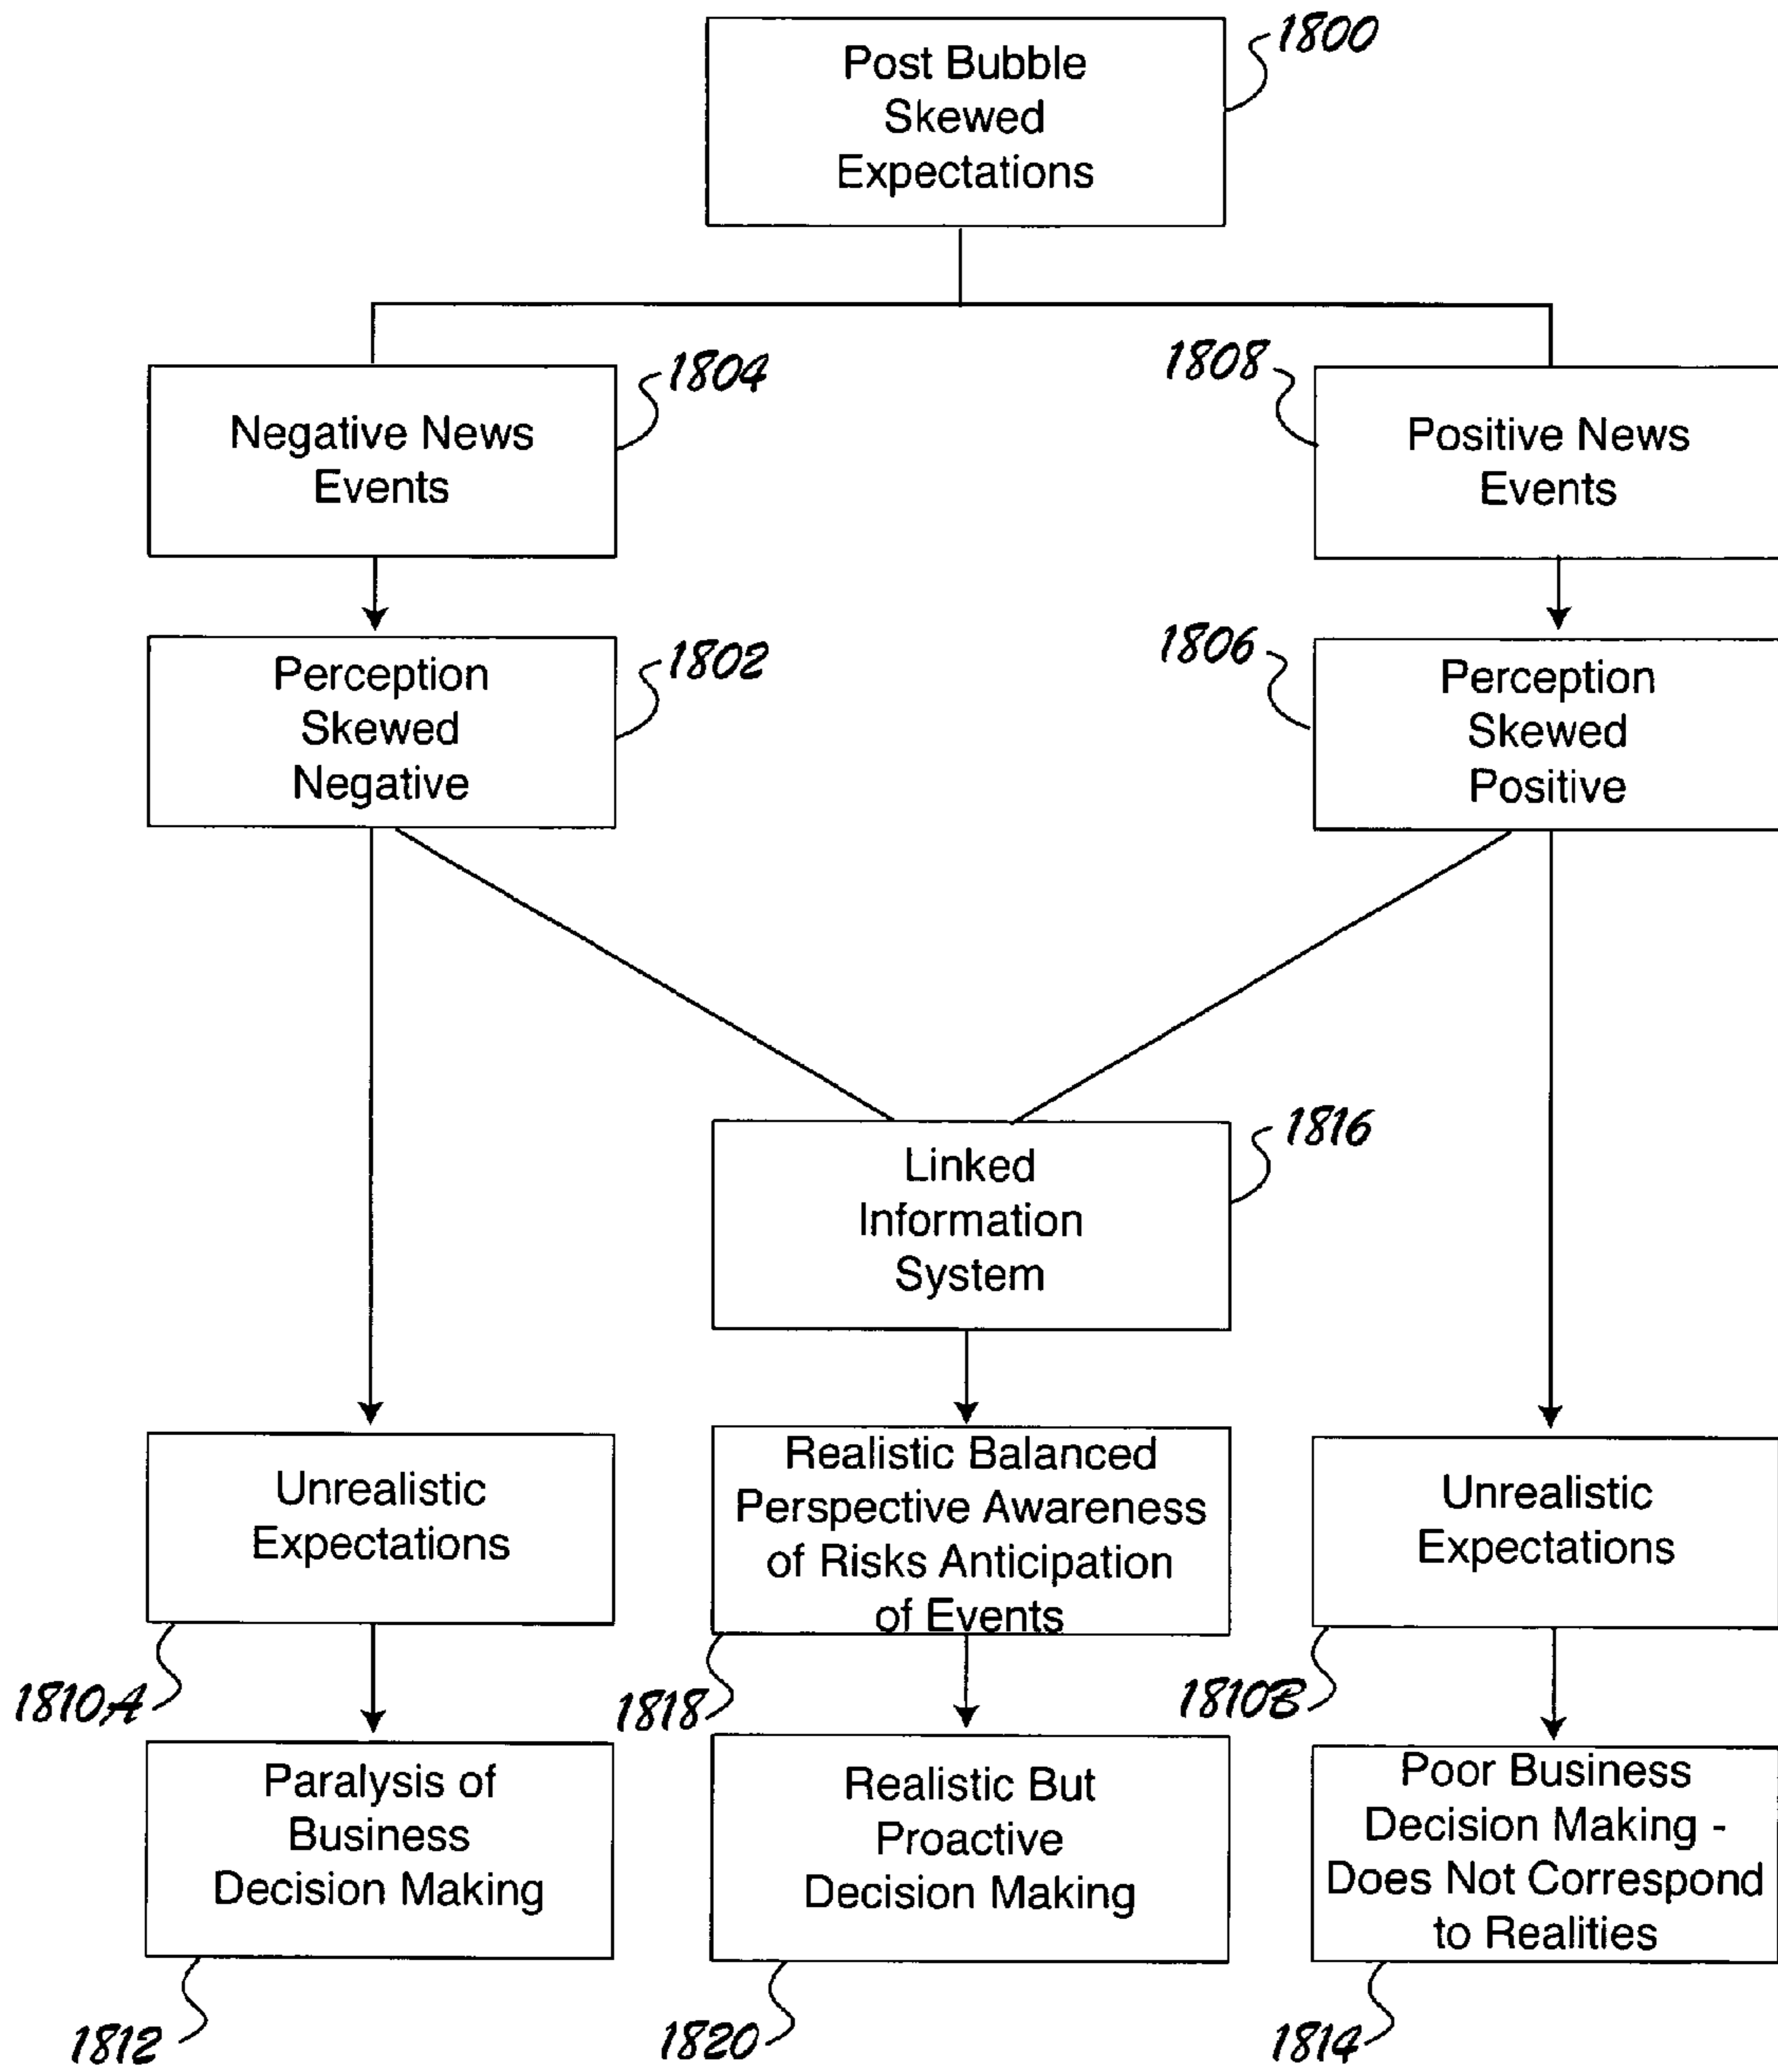 Post Bubble
Skewed
Expectations
1800
Negative News
Events
1804
1808
Positive News
Events
Perception
Skewed
Negative
1802
1806
Perception
Skewed
Positive
Linked
Information
System
1816
Unrealistic
Expectations
1810A
Realistic Balanced
Perspective Awareness
of Risks Anticipation
of Events
1818
Unrealistic
Expectations
1810B
Paralysis of
Business
Decision Making
1812
Realistic But
Proactive
Decision Making
1820
Poor Business
Decision Making -
Does Not Correspond
to Realities
1814